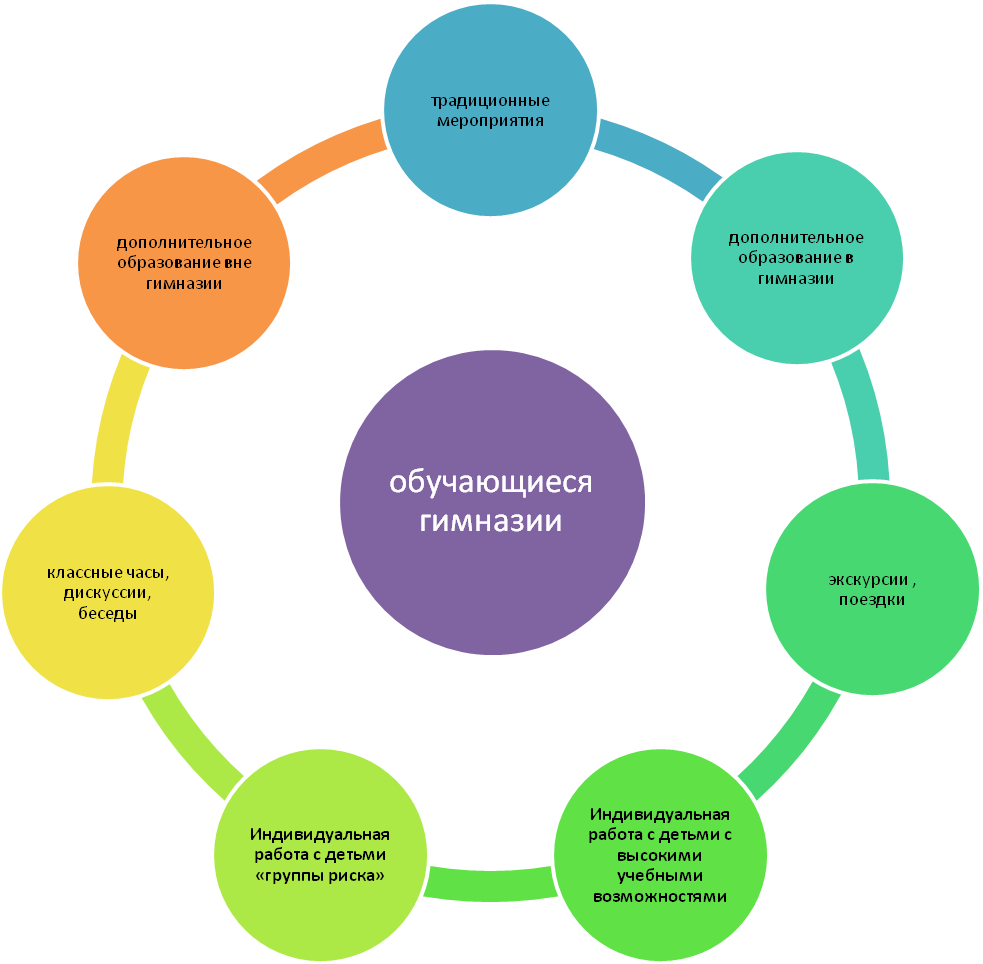 традиционные
мероприятия
дополнительное
образование в
гимназии
экскурсии ,
поездки
Индивидуальная
работа с детьми с
высокими
учебными
возможностями
Индивидуальная
работа с детьми
«группы риска»
классные часы,
дискуссии,
беседы
дополнительное
образование вне
гимназии
обучающиеся
гимназии